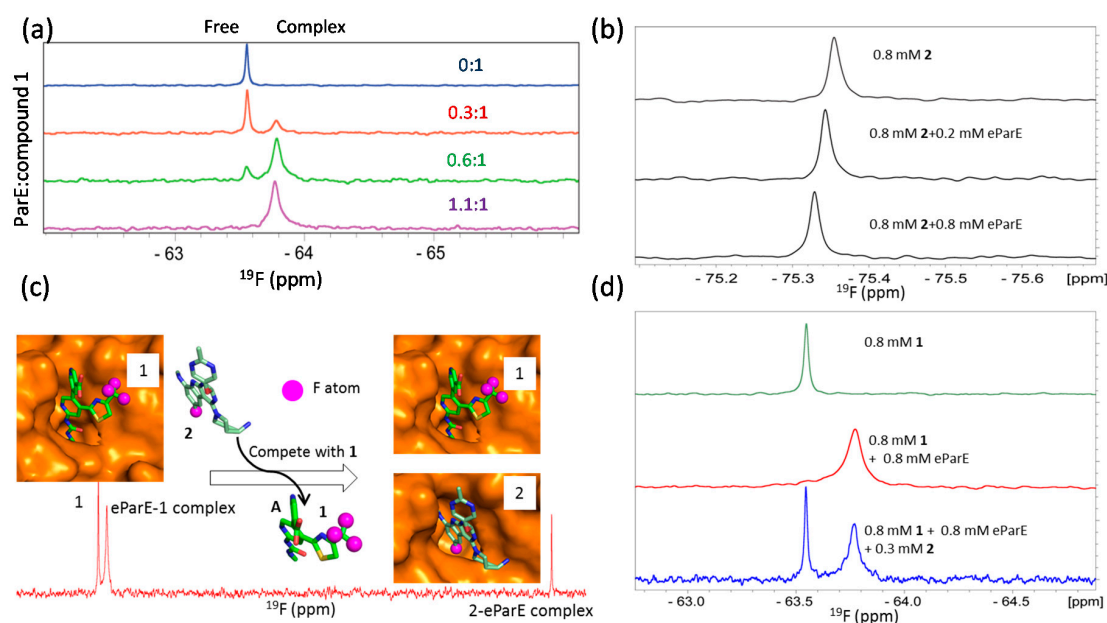 (a)
Free Complex
ParE:compound 1
0:1
0.3:1
0.6:1
1.1:1
- 63 - 64 -65
19F (ppm)
(b)
0.8 mM 2
0.8 mM 2+0.2 mM eParE
0.8 mM 2+0.8 mM eParE
- 75.2 - 75.3 - 75.4 - 75.5 - 75.6 [ppm]
19F (ppm)
(c)
1
2
F atom
Compete with 1
A 1
1
2
1 eParE-1 complex
19F (ppm)
2-eParE complex
(d)
0.8 mM 1
0.8 mM 1
+ 0.8 mM eParE
0.8 mM 1 + 0.8 mM eParE
+ 0.3 mM 2
- 63.0 - 63.5 - 64.0 - 64.5 [ppm]
19F (ppm)